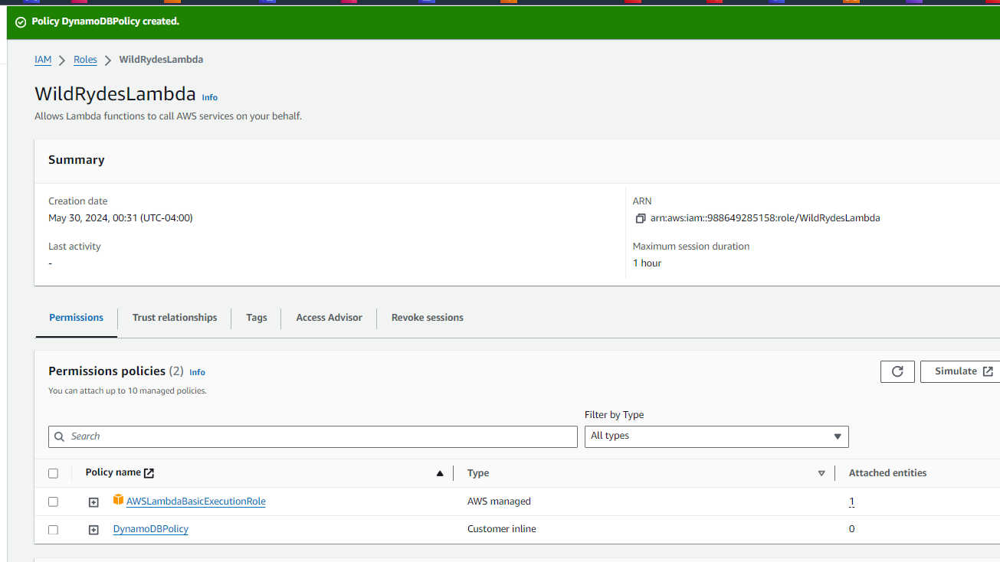 Policy DynamoDBPolicy created.
IAM Roles WildRydesLambda
WildRydesLambda Info
Allows Lambda functions to call AWS services on your behalf.
Summary
Creation date
May 30, 2024, 00:31 (UTC-04:00)
ARN
arn:aws:iam::988649285158:role/WildRydesLambda
Last activity
-
Maximum session duration
1 hour
Permissions Trust relationships Tags Access Advisor Revoke sessions
Permissions policies (2) Info
You can attach up to 10 managed policies.
Simulate
Filter by Type
Search
All types
Policy name Type Attached entities
AWSLambdaBasicExecutionRole AWS managed 1
DynamoDBPolicy Customer inline 0